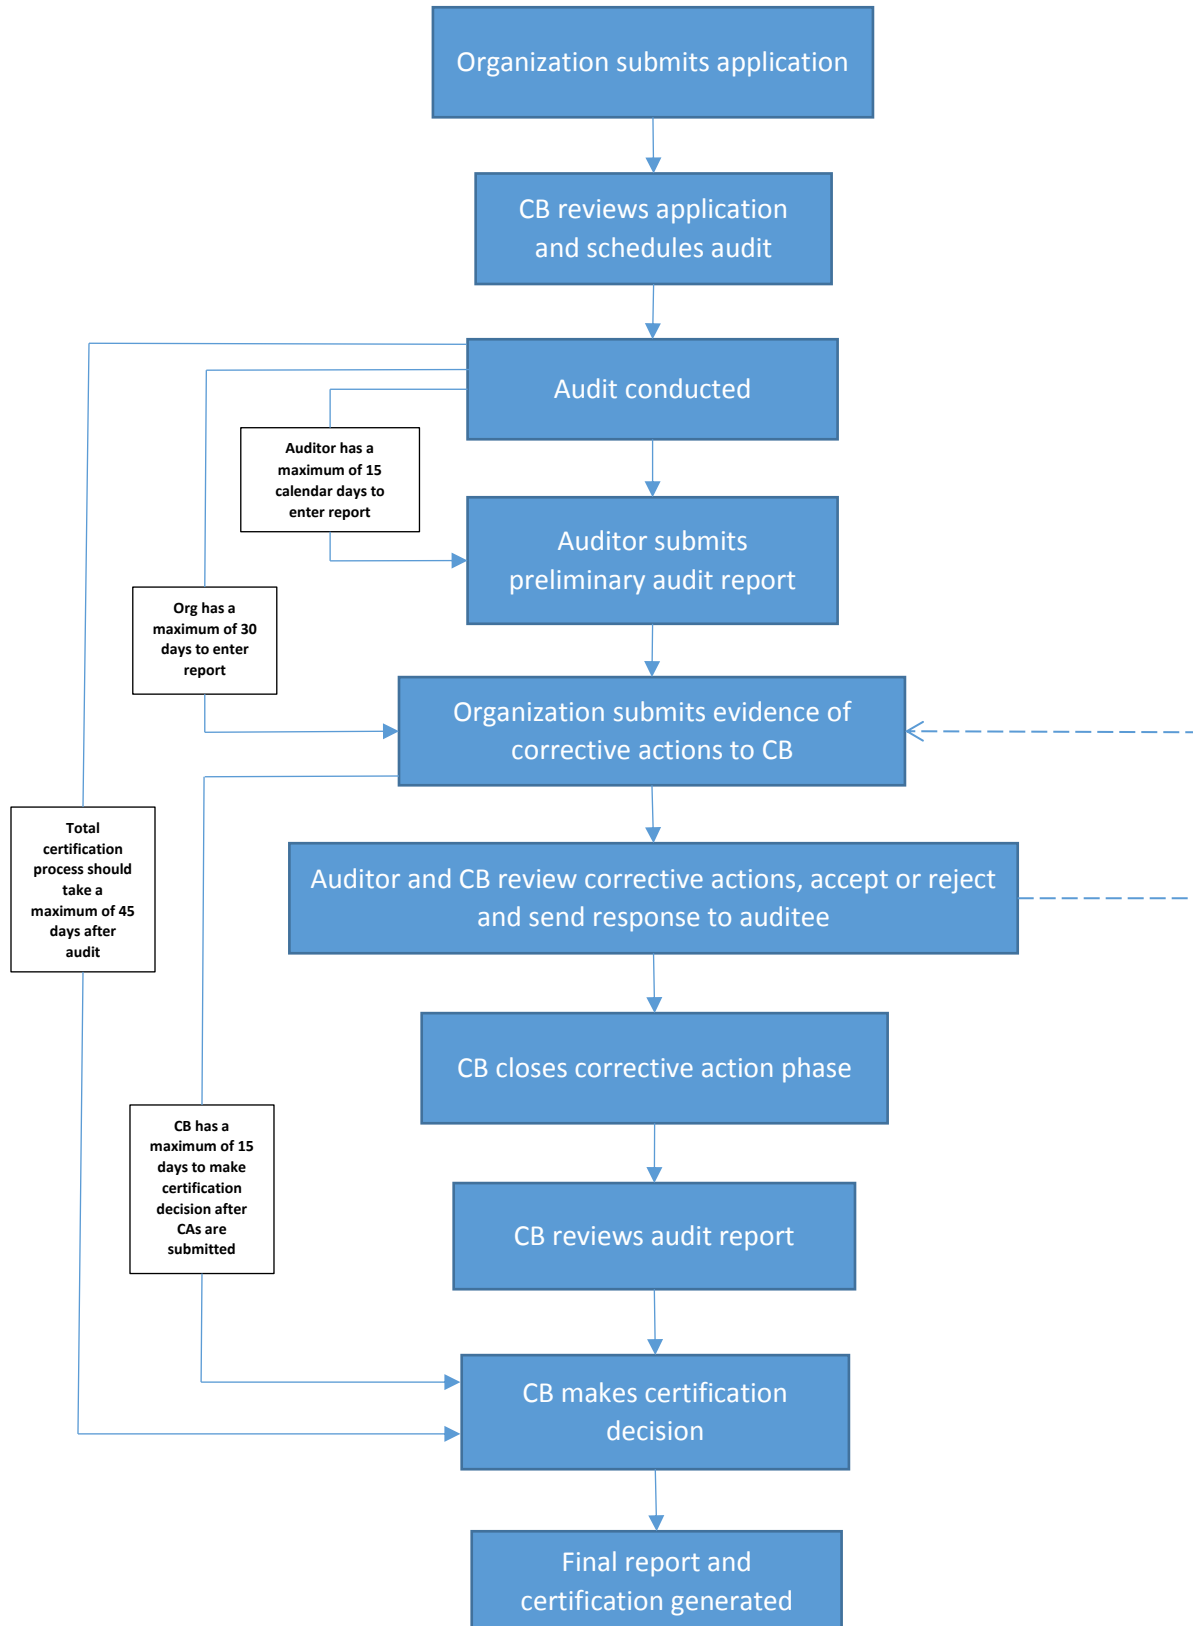 Organization submits application
CB reviews application
and schedules audit
Audit conducted
Auditor has a
maximum of 15
calendar days to
enter report
Auditor submits
preliminary audit report
Org has a
maximum of 30
days to enter
report
Organization submits evidence of
corrective actions to CB
Total
certification
process should
take a
maximum of 45
days after
audit
Auditor and CB review corrective actions, accept or reject
and send response to auditee
CB closes corrective action phase
CB has a
maximum of 15
days to make
certification
decision after
CAs are
submitted
CB reviews audit report
CB makes certification
decision
Final report and
certification generated